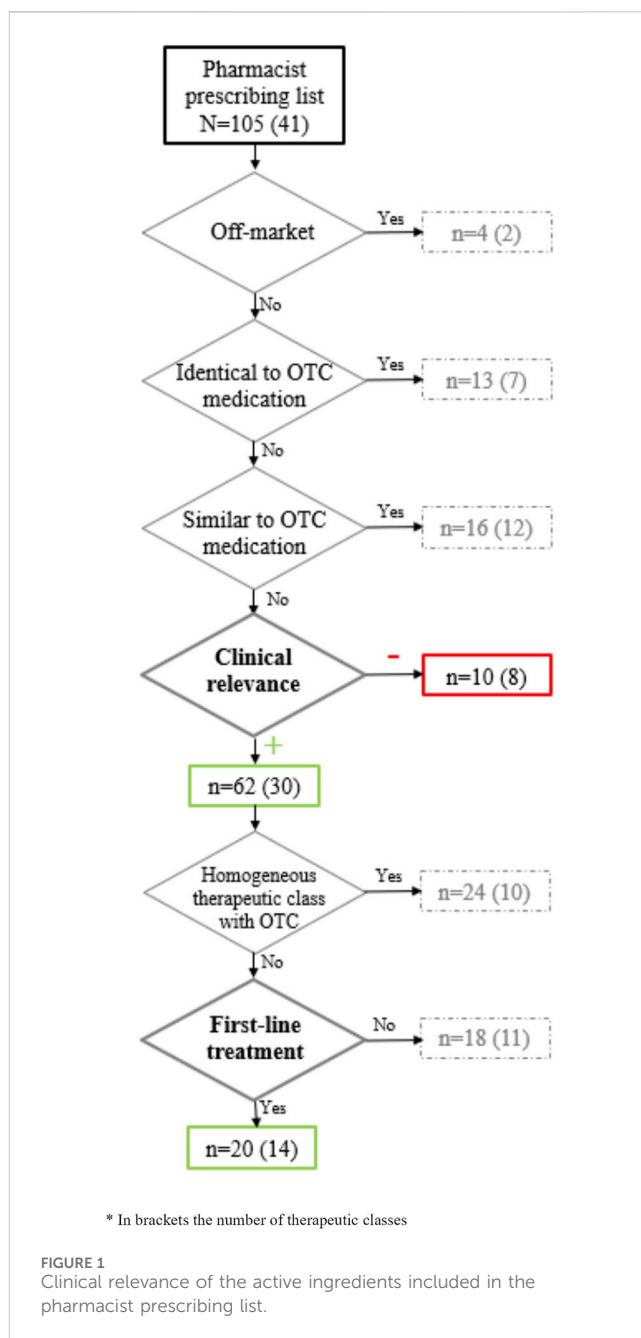 Pharmacist
prescribing list
N=105 (41)
Off-market
Yes
n=4 (2)
No
Identical to OTC
medication
Yes
n=13 (7)
No
Similar to OTC
medication
Yes
n=16 (12)
No
Clinical
relevance
-
n=10 (8)
+
n=62 (30)
Homogeneous
therapeutic class
with OTC
Yes
n=24 (10)
No
First-line
treatment
No
n=18 (11)
Yes
n=20 (14)
* In brackets the number of therapeutic classes
FIGURE 1
Clinical relevance of the active ingredients included in the
pharmacist prescribing list.